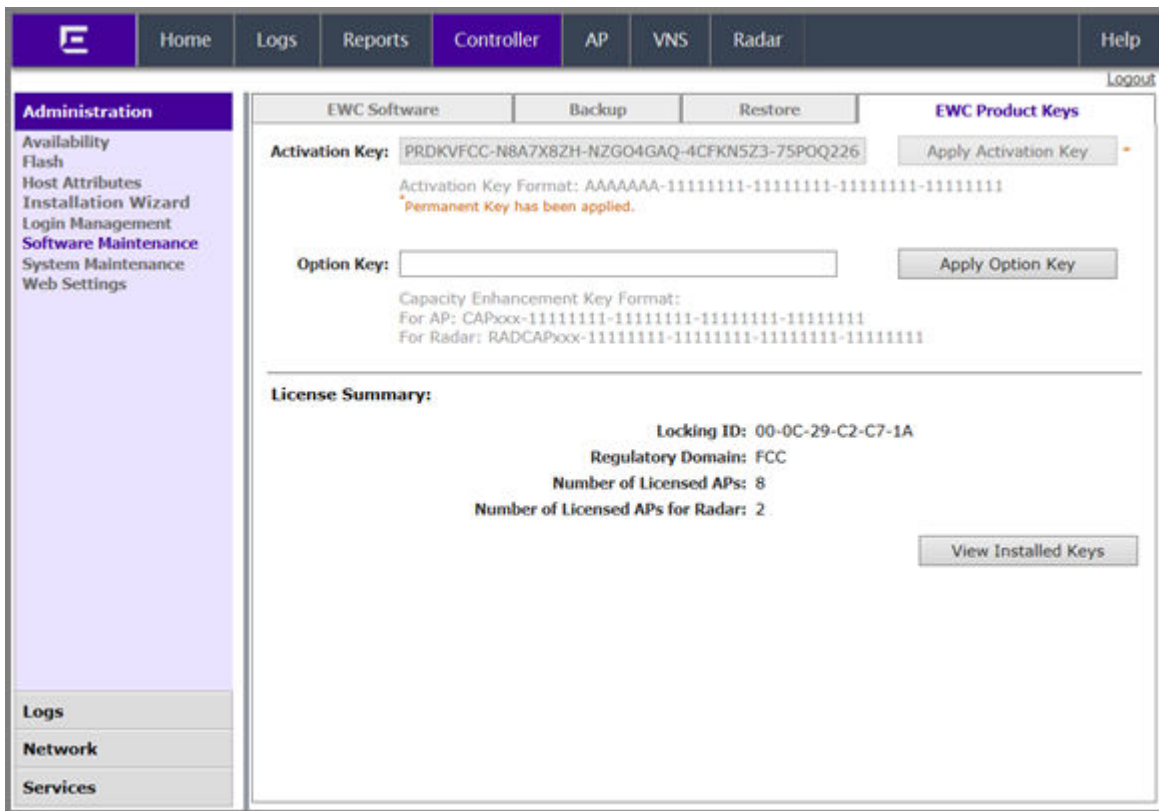 Home Logs Reports Controller AP VNS Radar Help
Logout
Administration
Availability
Flash
Host Attributes
Installation Wizard
Login Management
Software Maintenance
System Maintenance
Web Settings
Logs
Network
Services
EWC Software Backup Restore EWC Product Keys
Activation Key: PRDKVFCC-N8A7X8ZH-NZGO4GAQ-4CFKN5Z3-75POQ226 Apply Activation Key *
Activation Key Format: AAAAAAA-11111111-11111111-11111111-11111111
*Permanent Key has been applied.
Option Key: Apply Option Key
Capacity Enhancement Key Format:
For AP: CAPxxx-11111111-11111111-11111111-11111111
For Radar: RADCAPxxx-11111111-11111111-11111111-11111111
License Summary:
Locking ID: 00-0C-29-C2-C7-1A
Regulatory Domain: FCC
Number of Licensed APs: 8
Number of Licensed APs for Radar: 2
View Installed Keys